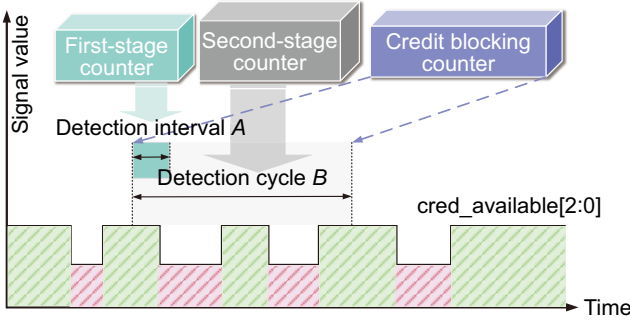 Signal value
First-stage
counter
Second-stage
counter
Credit blocking
counter
Detection interval A
Detection cycle B
cred_available[2:0]
Time